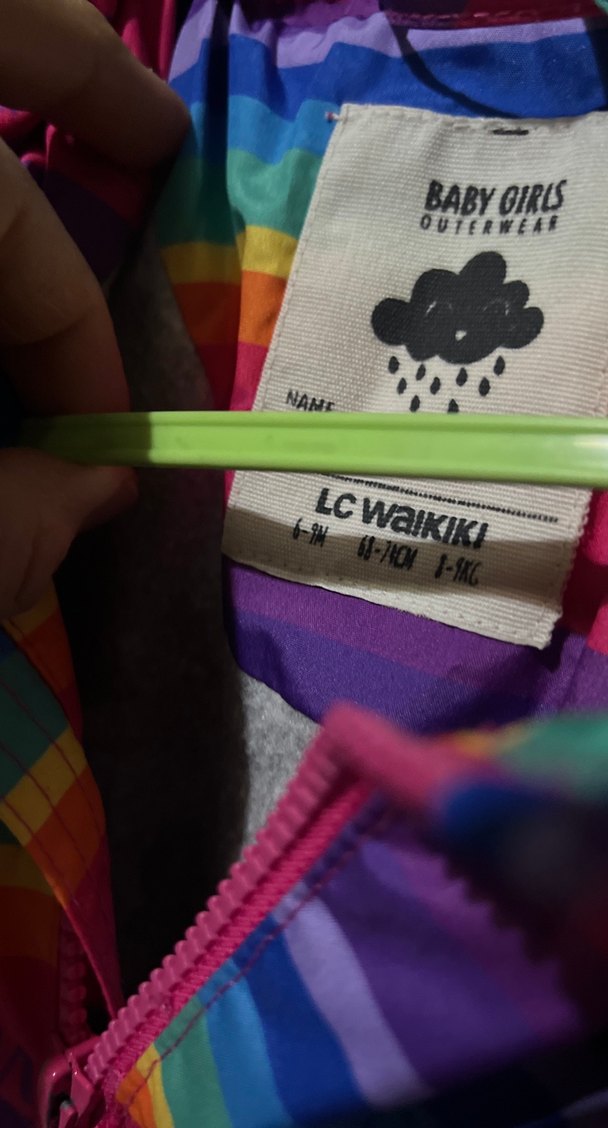 BABY GIRLS
OUTERWEAR
NAME
LC WAIKIKI
6-9M 68-74CM 8-9KG